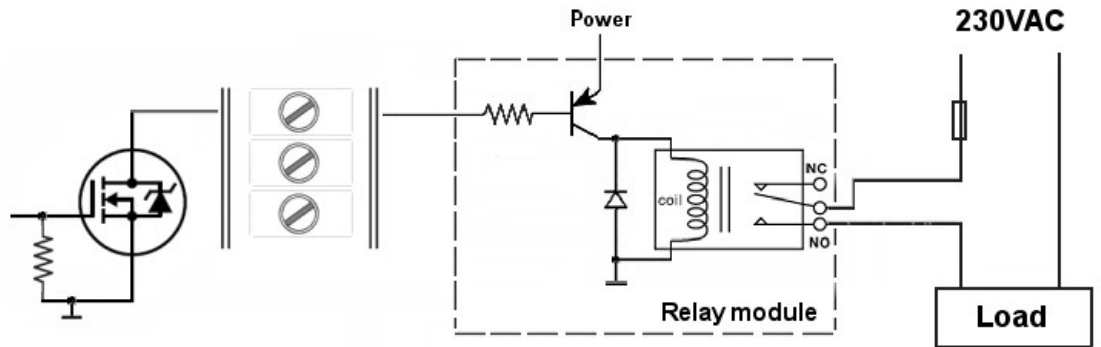 Power
230VAC
NC
coil
NO
Relay module
Load